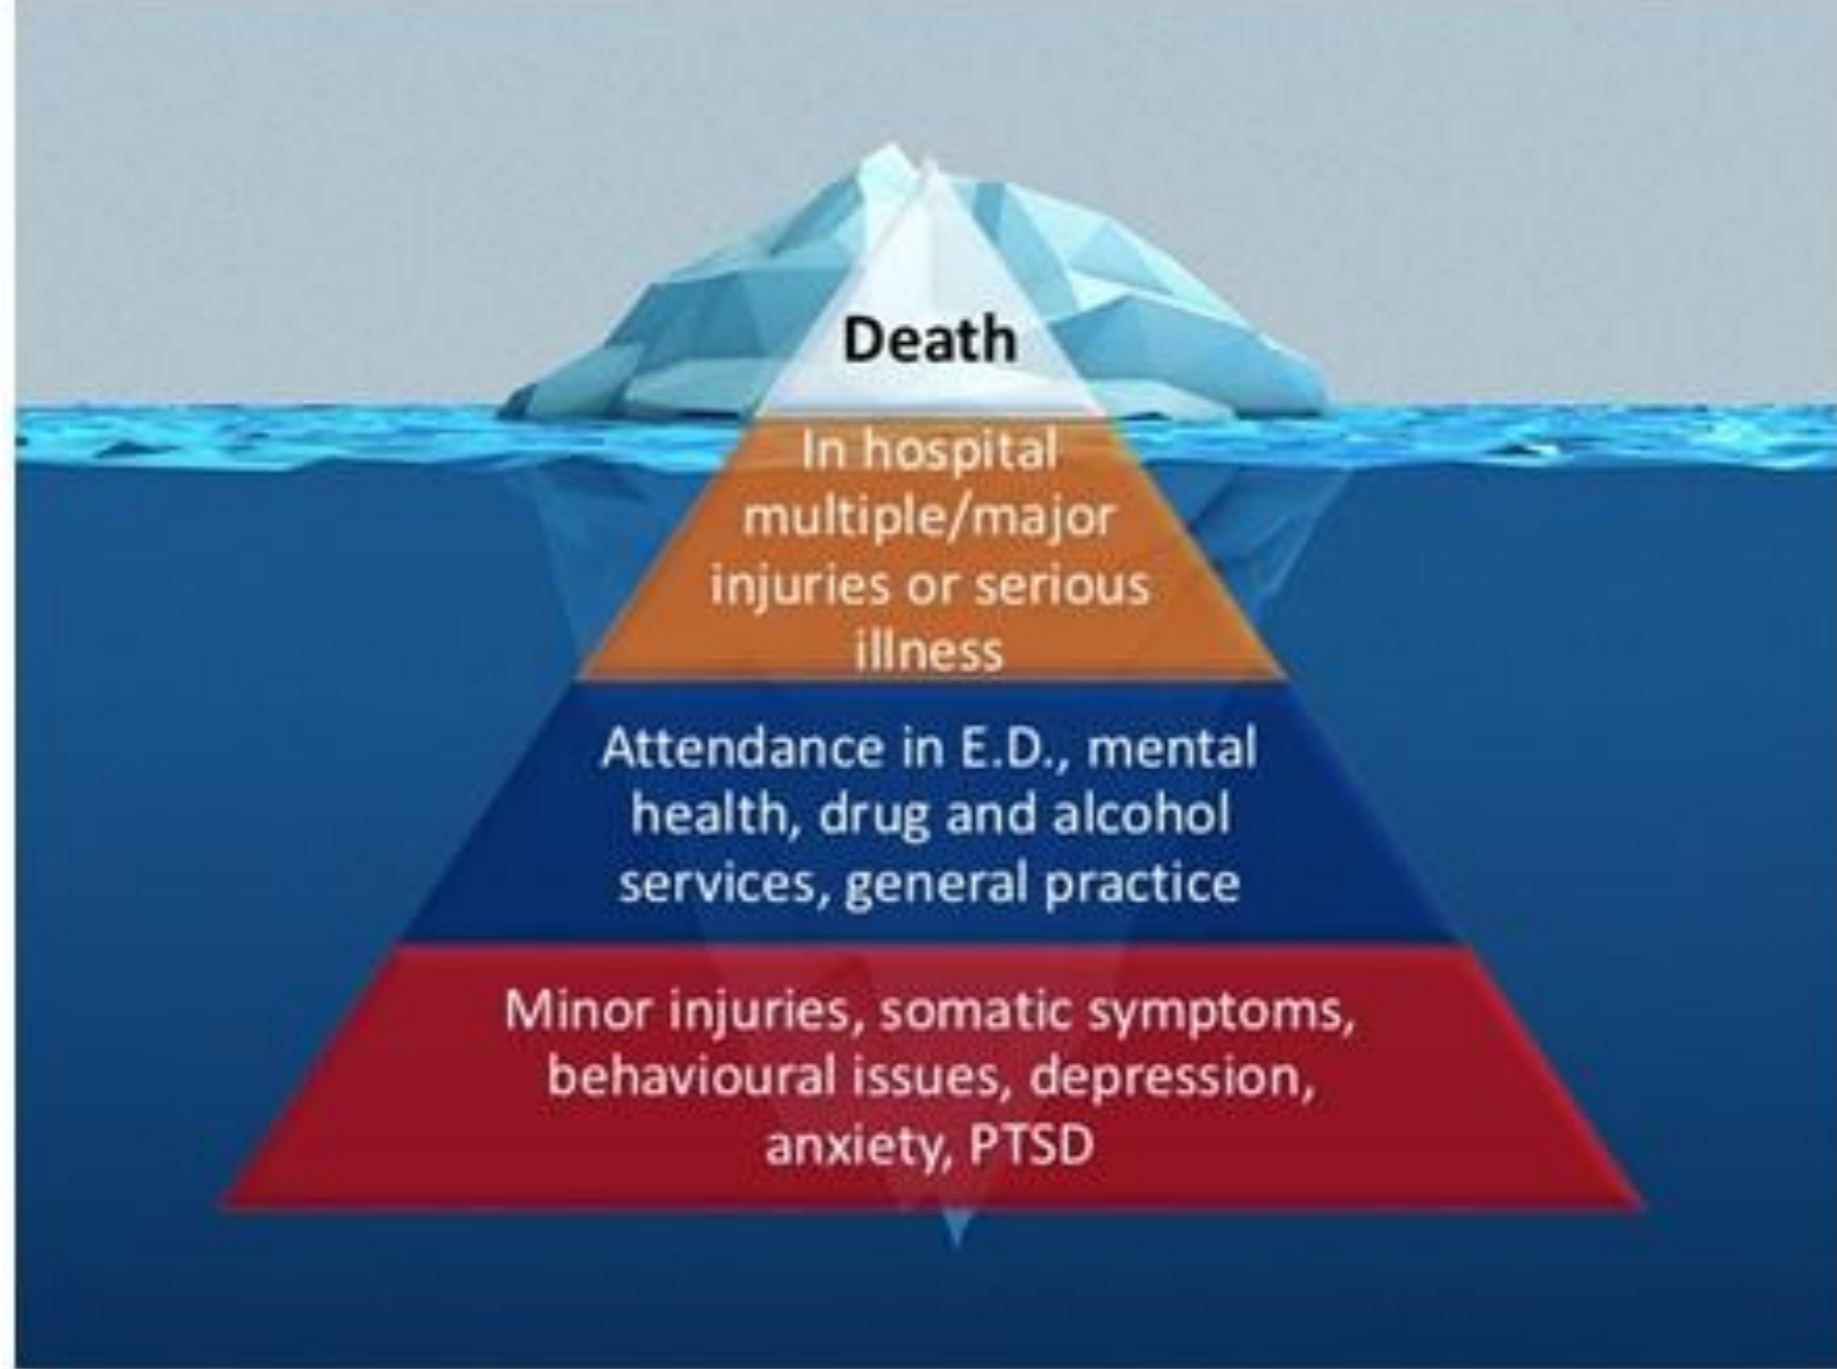 Death
In hospital
multiple/major
injuries or serious
illness
Attendance in E.D., mental
health, drug and alcohol
services, general practice
Minor injuries, somatic symptoms,
behavioural issues, depression,
anxiety, PTSD